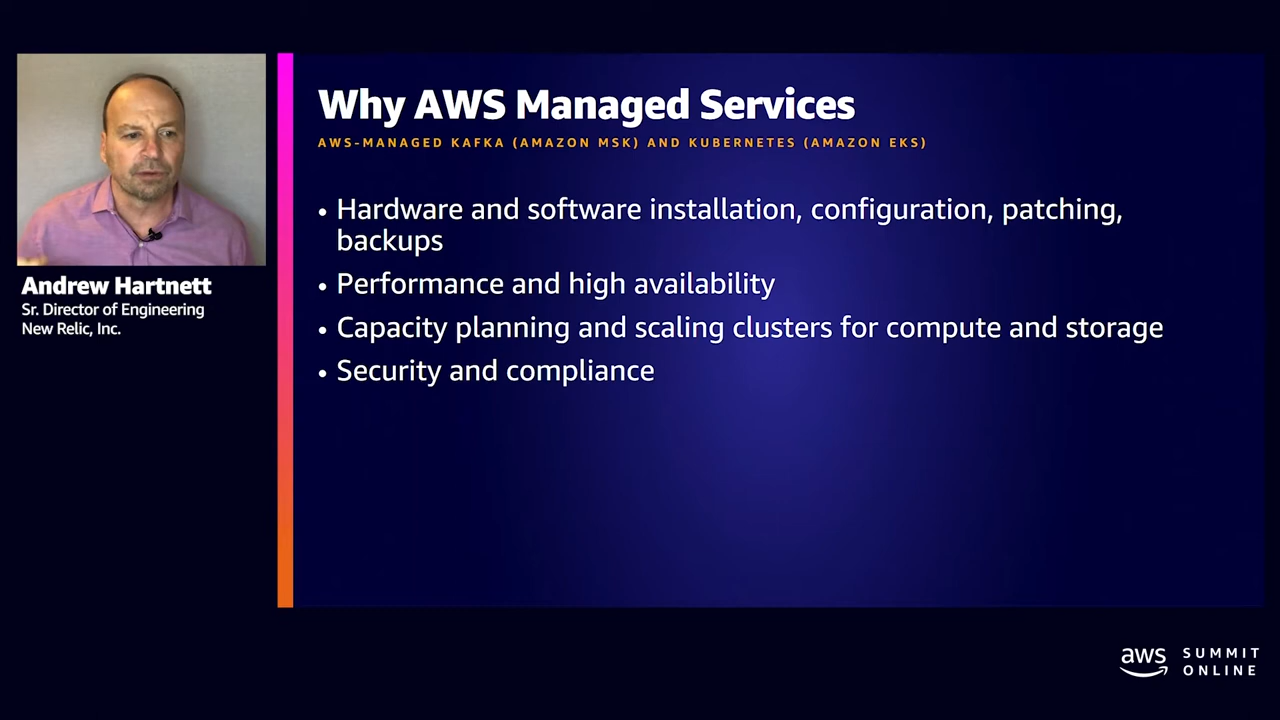 Why AWS Managed Services
AWS-MANAGED KAFKA (AMAZON MSK) AND KUBERNETES (AMAZON EKS)
• Hardware and software installation, configuration, patching,
backups
• Performance and high availability
• Capacity planning and scaling clusters for compute and storage
• Security and compliance
Andrew Hartnett
Sr. Director of Engineering
New Relic, Inc.
aws
SUMMIT
ONLINE